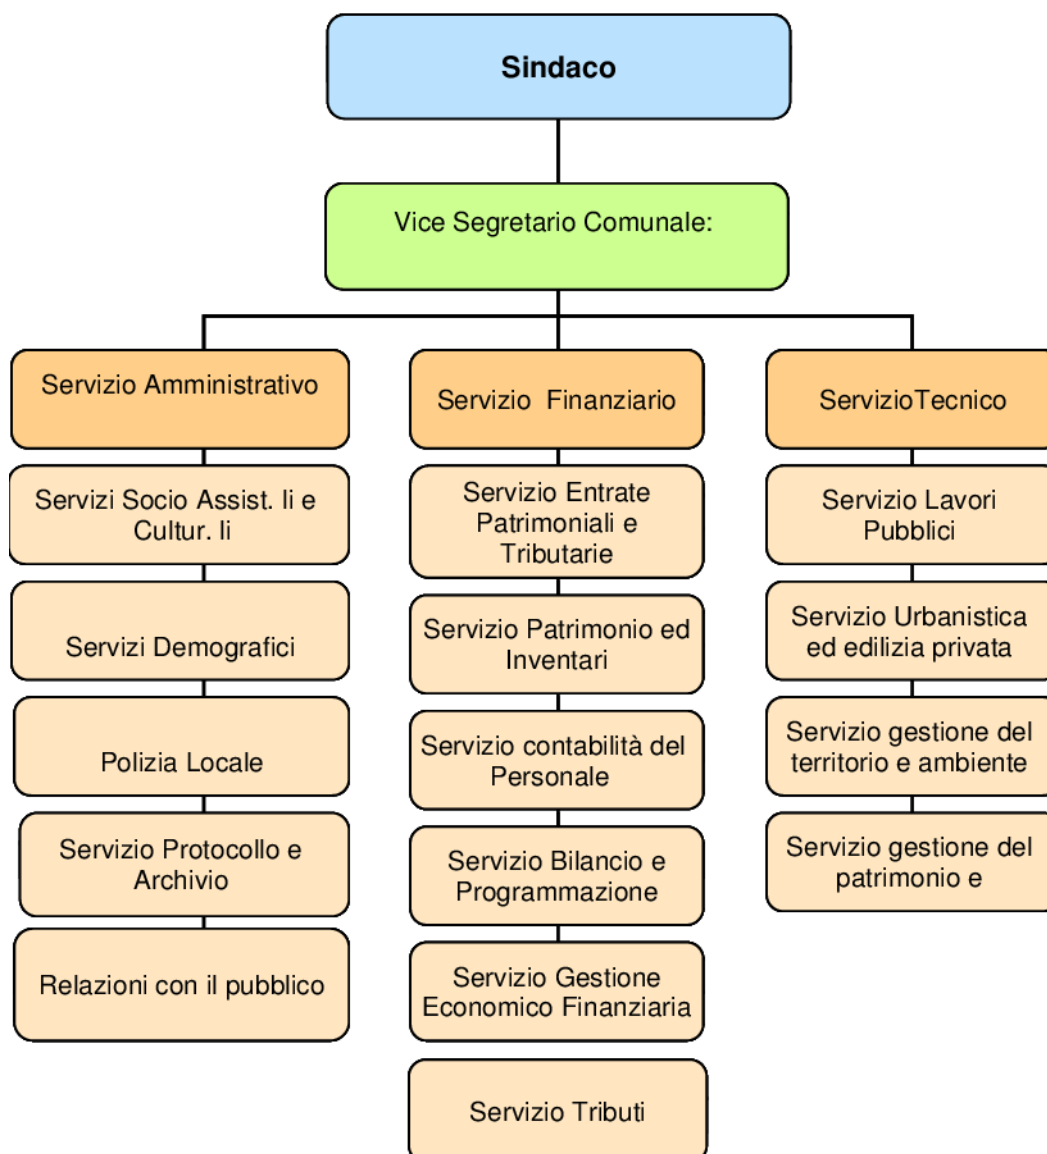 Sindaco
Vice Segretario Comunale:
Servizio Amministrativo
Servizi Socio Assist. li e
Cultur. li
Servizi Demografici
Polizia Locale
Servizio Protocollo e
Archivio
Relazioni con il pubblico
Servizio Finanziario
Servizio Entrate
Patrimoniali e
Tributarie
Servizio Patrimonio ed
Inventari
Servizio contabilità del
Personale
Servizio Bilancio e
Programmazione
Servizio Gestione
Economico Finanziaria
Servizio Tributi
ServizioTecnico
Servizio Lavori
Pubblici
Servizio Urbanistica
ed edilizia privata
Servizio gestione del
territorio e ambiente
Servizio gestione del
patrimonio e